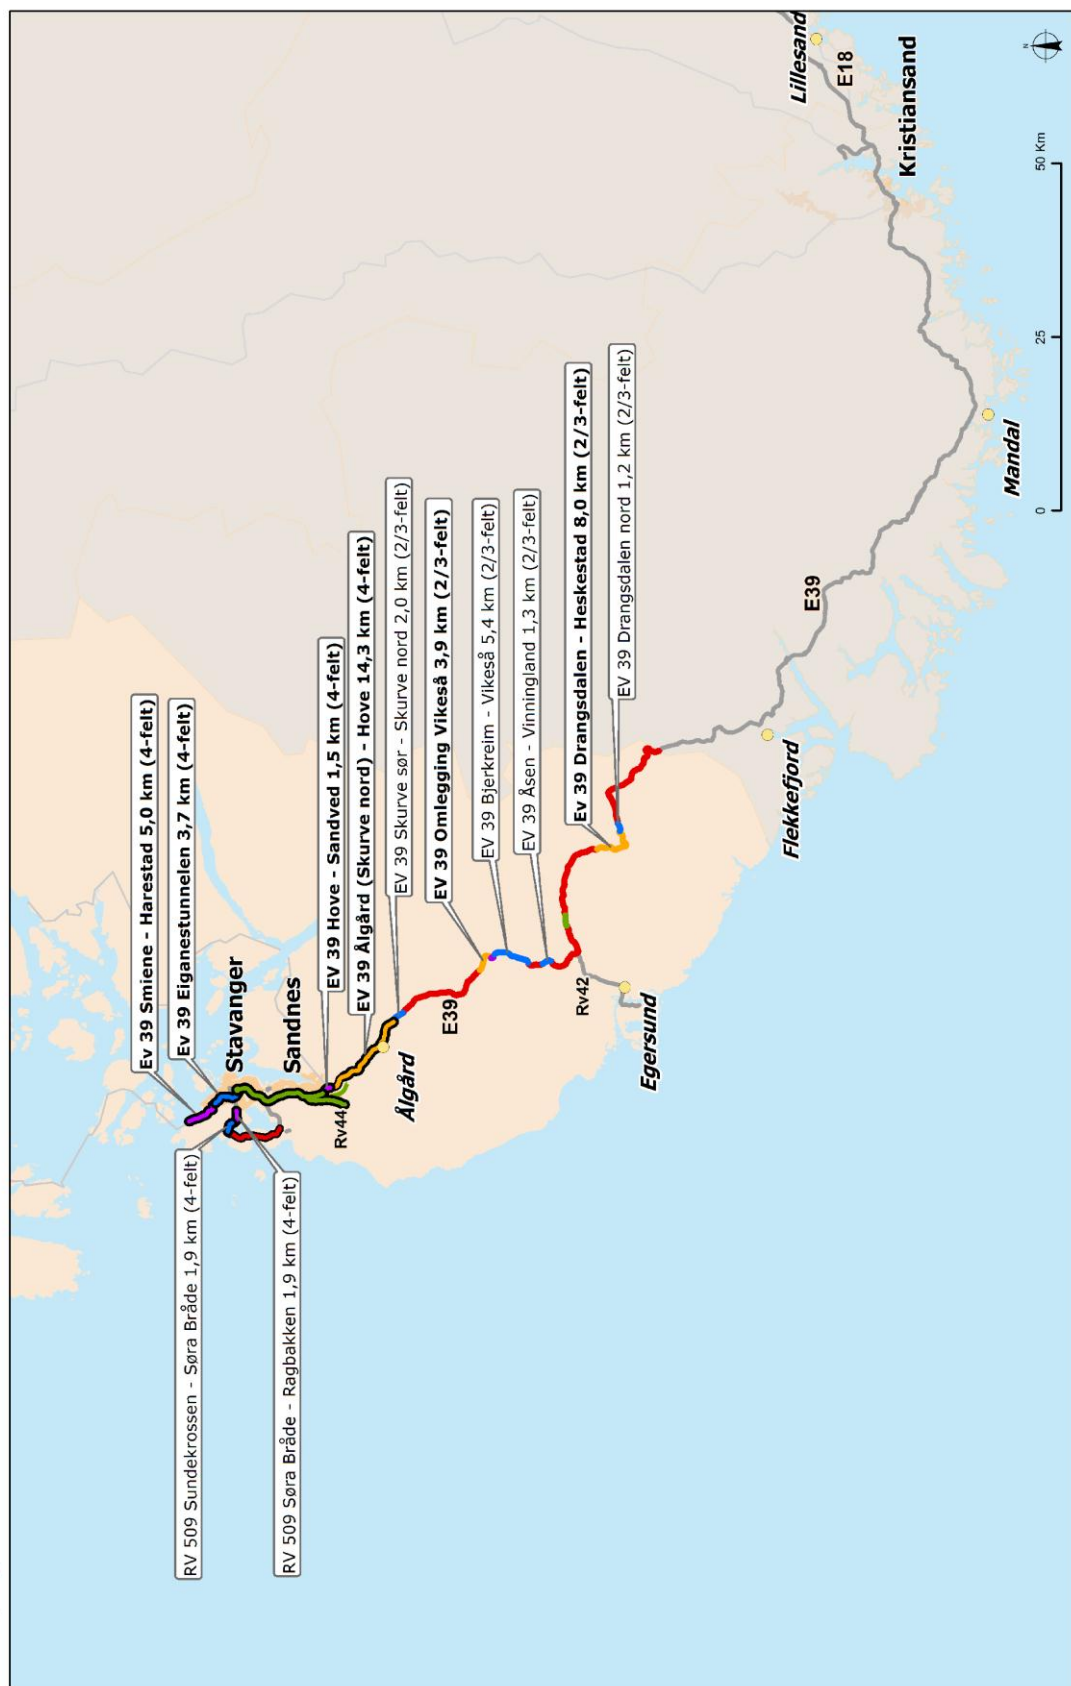 Ev 39 Smiene - Harestad 5,0 km (4-felt)
Ev 39 Eiganestunnelen 3,7 km (4-felt)
RV 509 Sundekrossen - Søra Bråde 1,9 km (4-felt)
Stavanger
RV 509 Søra Bråde - Ragbakken 1,9 km (4-felt)
Sandnes
EV 39 Hove - Sandved 1,5 km (4-felt)
Rv44
EV 39 Ålgård (Skurve nord) - Hove 14,3 km (4-felt)
EV 39 Skurve sør - Skurve nord 2,0 km (2/3-felt)
Ålgård
EV 39 Omlegging Vikeså 3,9 km (2/3-felt)
E39
EV 39 Bjerkreim - Vikeså 5,4 km (2/3-felt)
EV 39 Åsen - Vinningland 1,3 km (2/3-felt)
Rv42
Ev 39 Drangsdalen - Heskestad 8,0 km (2/3-felt)
EV 39 Drangsdalen nord 1,2 km (2/3-felt)
Egersund
Flekkefjord
E39
Lillesand
E18
Kristiansand
Mandal
0 25 50 Km
N